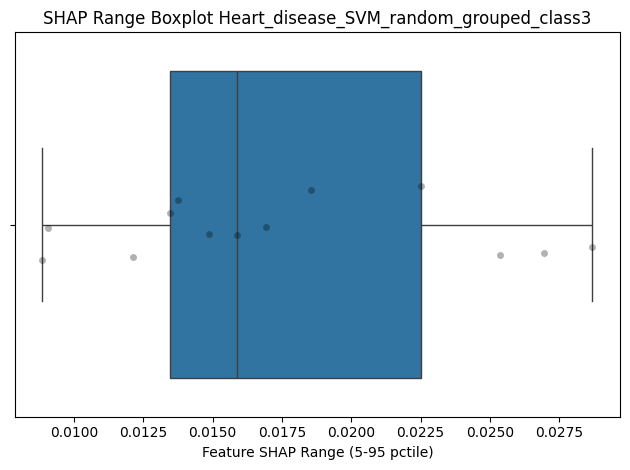 SHAP Range Boxplot Heart_disease_SVM_random_grouped_class3
0.0100 0.0125 0.0150 0.0175 0.0200 0.0225 0.0250 0.0275
Feature SHAP Range (5-95 pctile)